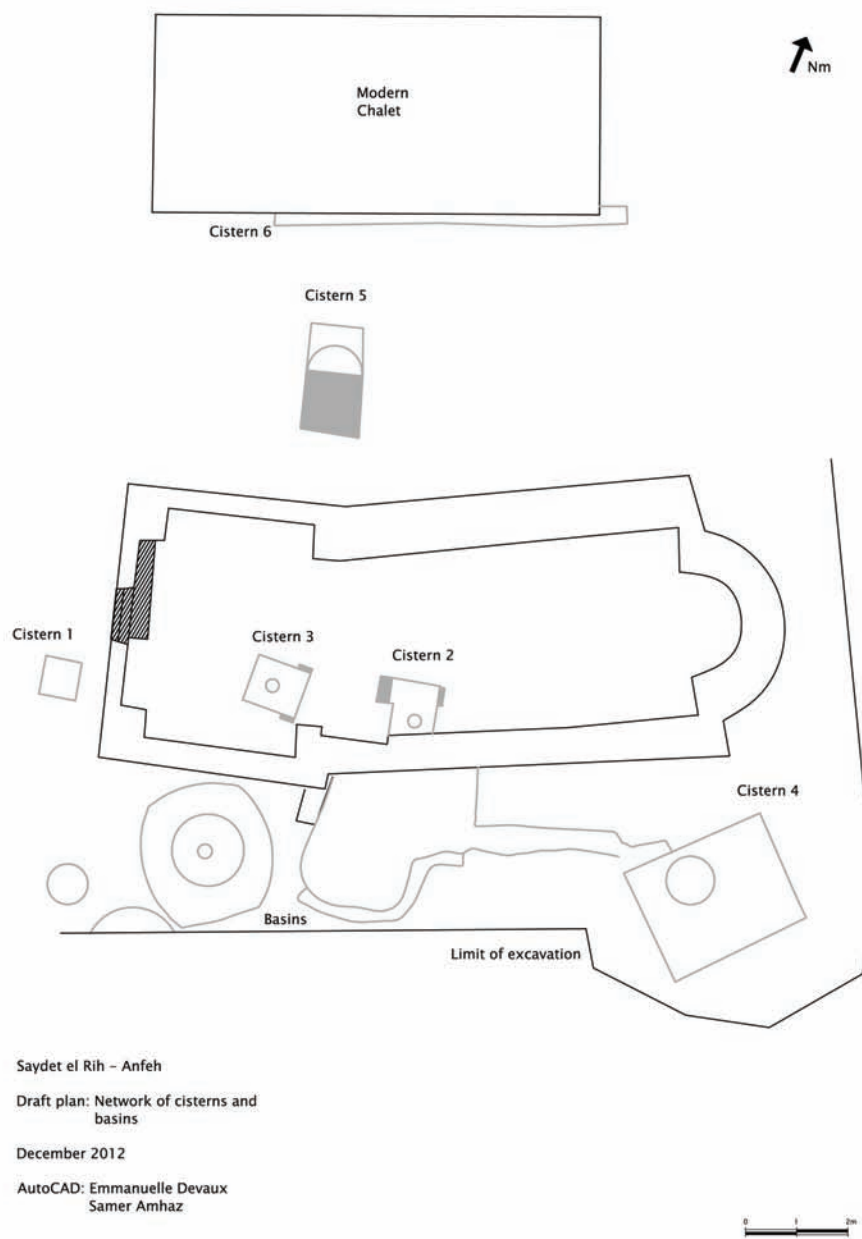 Nm
Modern
Chalet
Cistern 6
Cistern 5
Cistern 1
Cistern 3
Cistern 2
Cistern 4
Basins
Limit of excavation
Saydet el Rih – Anfeh
Draft plan: Network of cisterns and
basins
December 2012
AutoCAD: Emmanuelle Devaux
Samer Amhaz
0 1 2m